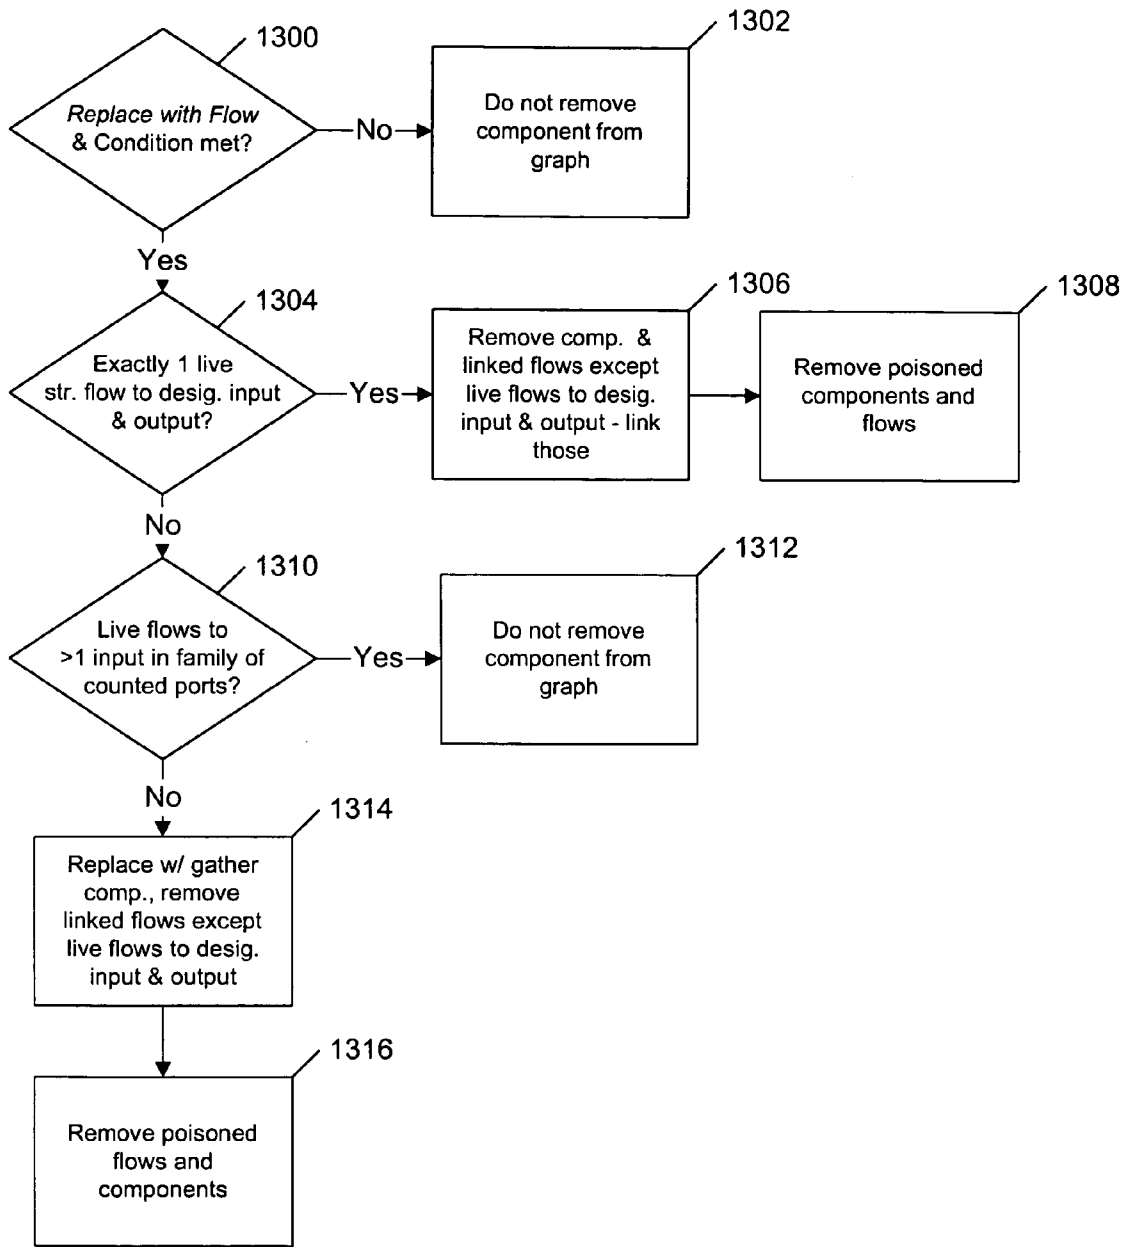 1300
Replace with Flow
& Condition met?
No
1302
Do not remove
component from
graph
Yes
1304
Exactly 1 live
str. flow to desig. input
& output?
Yes
1306
Remove comp. &
linked flows except
live flows to desig.
input & output - link
those
1308
Remove poisoned
components and
flows
No
1310
Live flows to
>1 input in family of
counted ports?
Yes
1312
Do not remove
component from
graph
No
1314
Replace w/ gather
comp., remove
linked flows except
live flows to desig.
input & output
1316
Remove poisoned
flows and
components